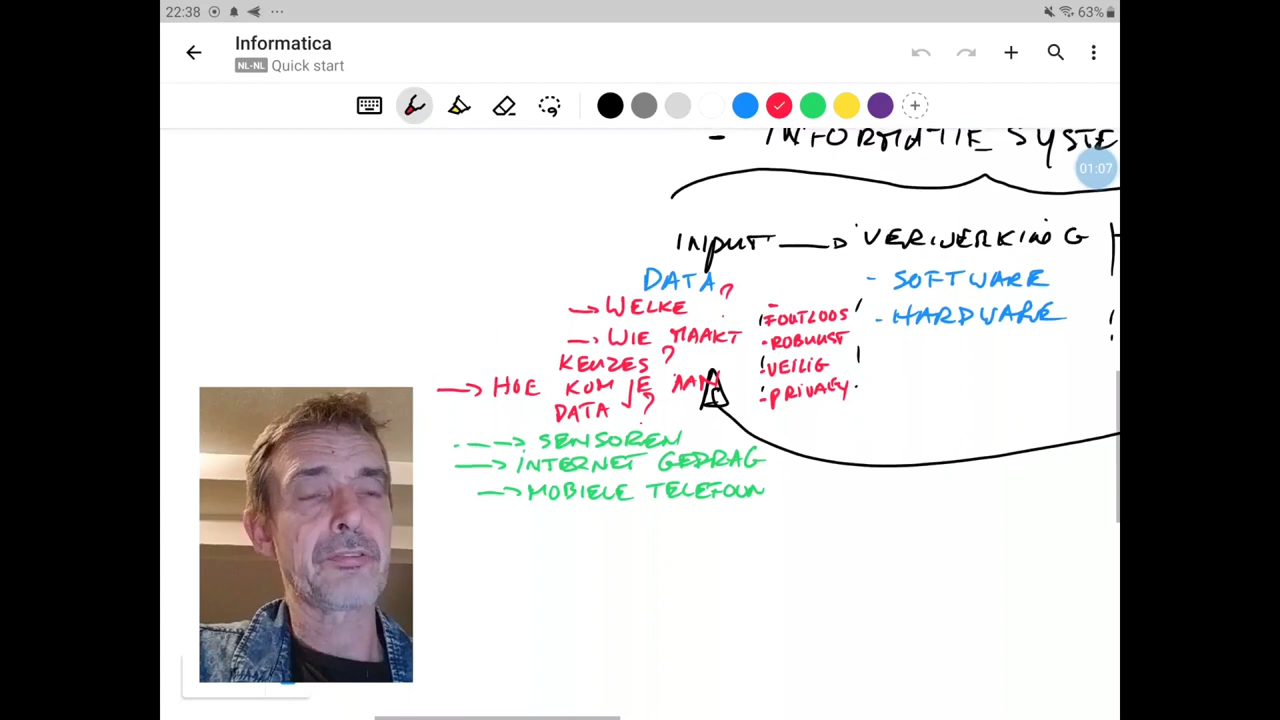 22:38
63%
Informatica
NL-NL Quick start
- INFORMATIE SYSTE
01:07
INPUT → VERWERKING
DATA
- SOFTWARE
- HARDWARE
→ WELKE ?
→ WIE MAAKT
KEUZES ?
→ HOE KOM JE AAN
DATA ?
- FOUTLOOS
- ROBUUST
- VEILIG
- PRIVACY
→ SENSOREN
→ INTERNET GEDRAG
→ MOBIELE TELEFOON